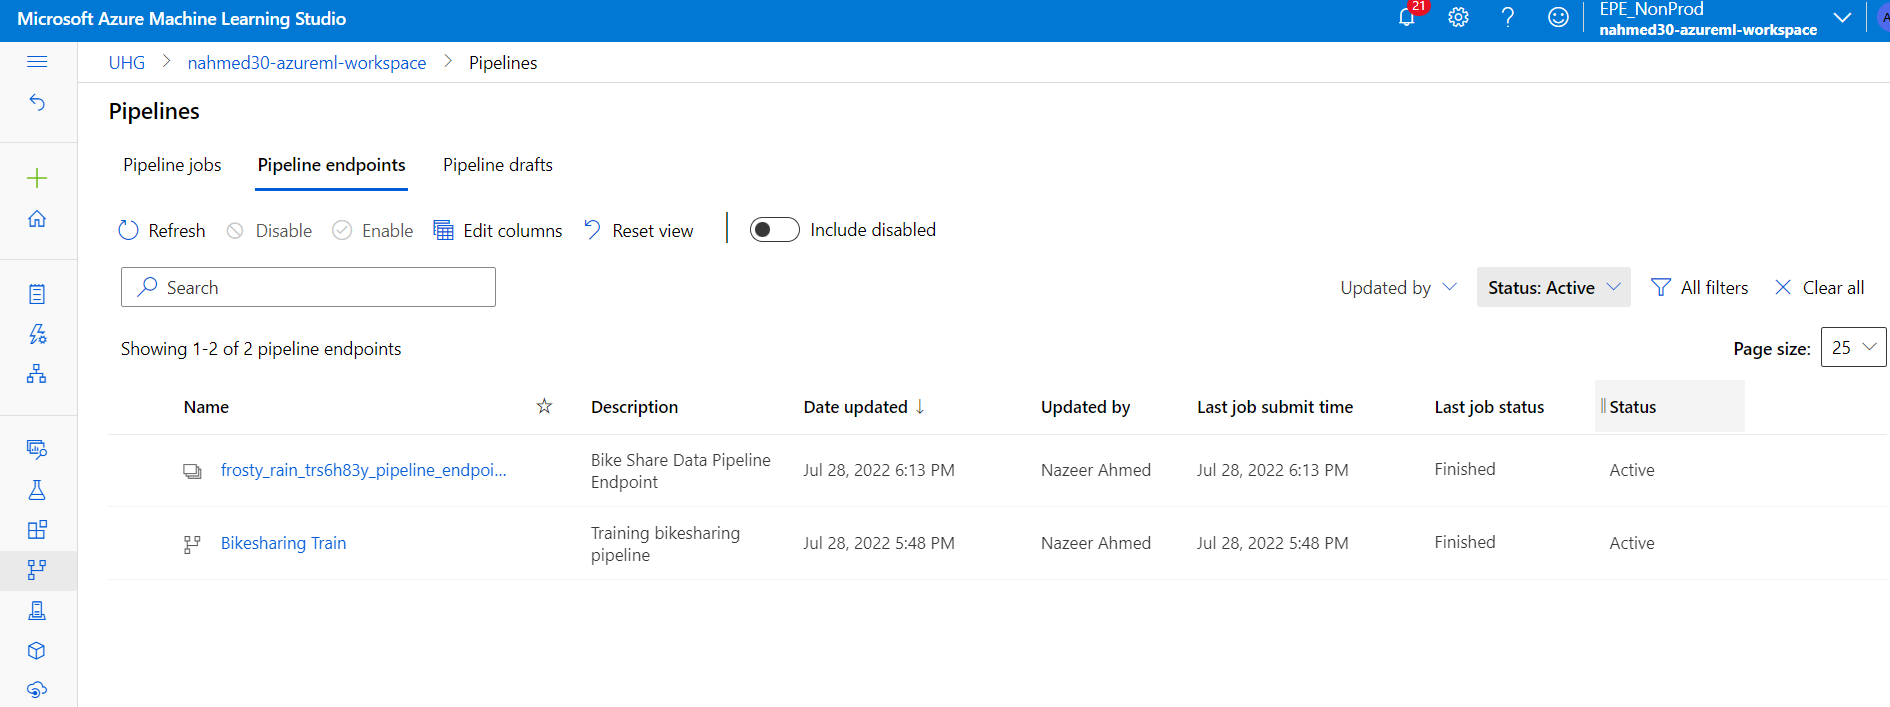 Microsoft Azure Machine Learning Studio
21
EPE_NonProd
nahmed30-azureml-workspace
A
UHG > nahmed30-azureml-workspace > Pipelines
Pipelines
Pipeline jobs Pipeline endpoints Pipeline drafts
Refresh Disable Enable Edit columns Reset view Include disabled
Search Updated by Status: Active All filters Clear all
Showing 1-2 of 2 pipeline endpoints Page size: 25
Name Description Date updated ↓ Updated by Last job submit time Last job status Status
frosty_rain_trs6h83y_pipeline_endpoi... Bike Share Data Pipeline Endpoint Jul 28, 2022 6:13 PM Nazeer Ahmed Jul 28, 2022 6:13 PM Finished Active
Bikesharing Train Training bikesharing pipeline Jul 28, 2022 5:48 PM Nazeer Ahmed Jul 28, 2022 5:48 PM Finished Active